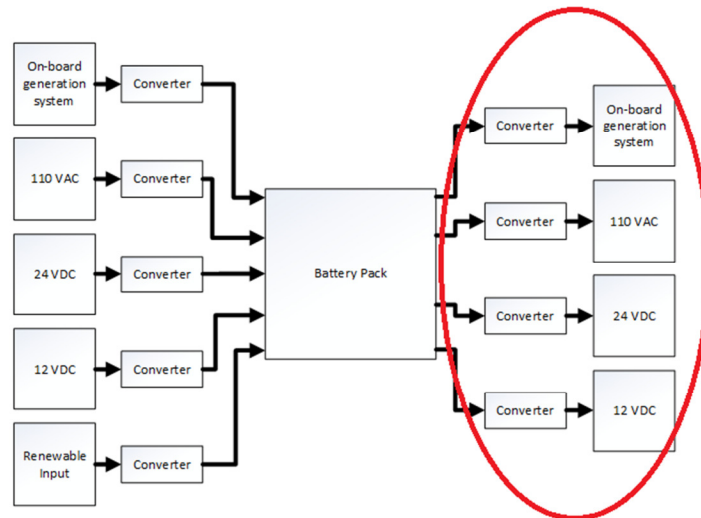 On-board
generation
system
Converter
110 VAC
Converter
24 VDC
Converter
12 VDC
Converter
Renewable
Input
Converter
Battery Pack
Converter
On-board
generation
system
Converter
110 VAC
Converter
24 VDC
Converter
12 VDC